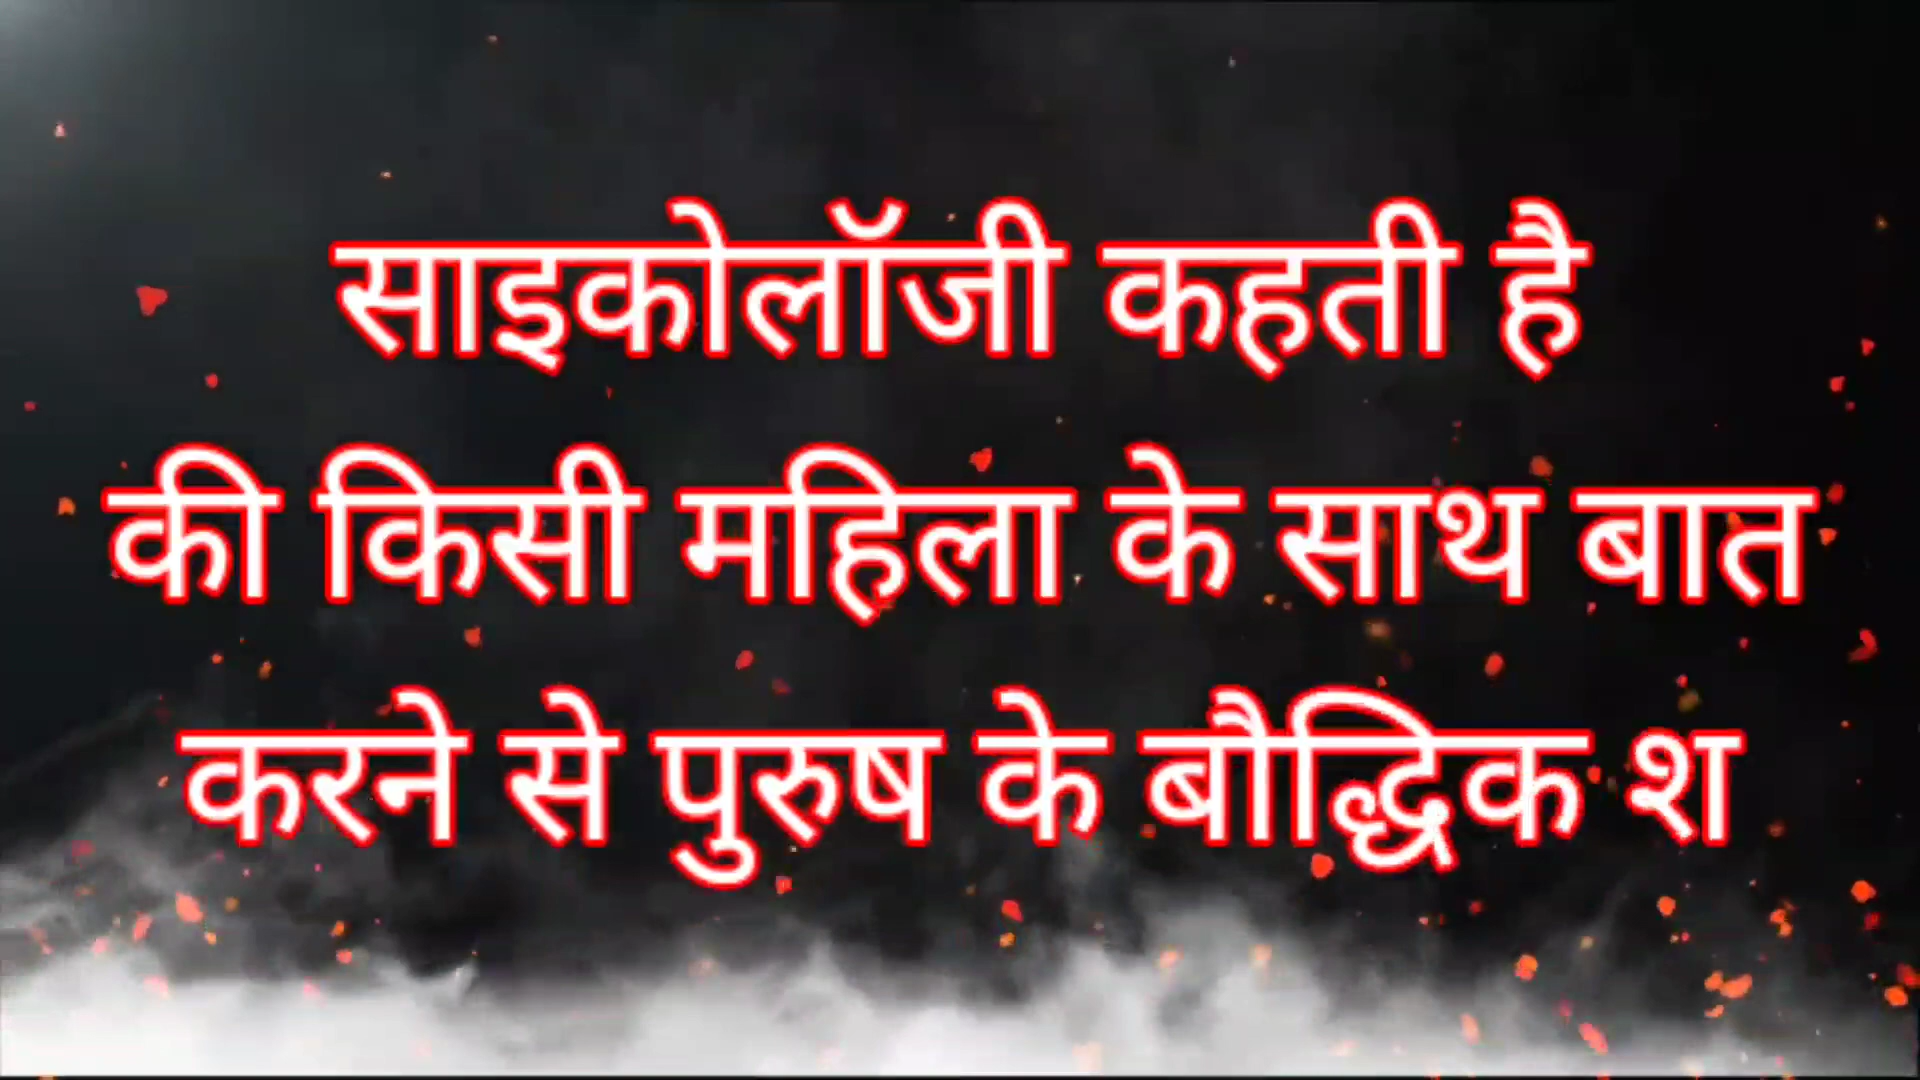 साइकोलॉजी कहती है
की किसी महिला के साथ बात
करने से पुरुष के बौद्धिक श